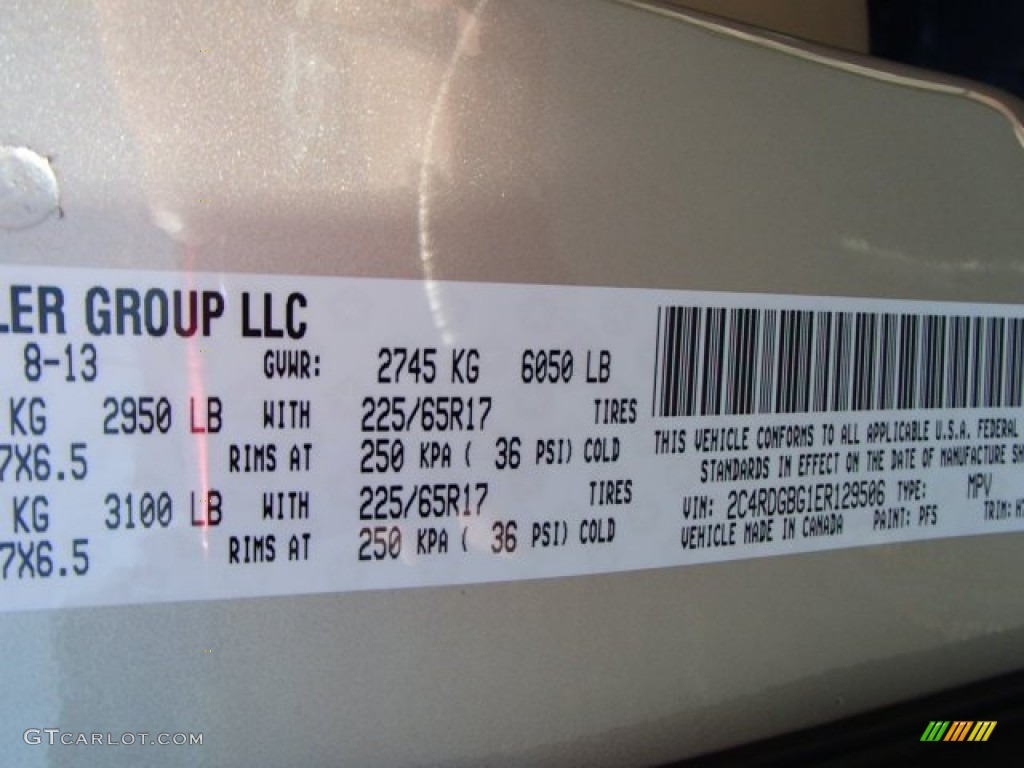 LER GROUP LLC
8-13 GVWR: 2745 KG 6050 LB
KG 2950 LB WITH 225/65R17 TIRES
7X6.5 RIMS AT 250 KPA ( 36 PSI) COLD
KG 3100 LB WITH 225/65R17 TIRES
7X6.5 RIMS AT 250 KPA ( 36 PSI) COLD
THIS VEHICLE CONFORMS TO ALL APPLICABLE U.S.A. FEDERAL
STANDARDS IN EFFECT ON THE DATE OF MANUFACTURE SH
VIN: 2C4RDGBG1ER129506 TYPE: MPV
VEHICLE MADE IN CANADA PAINT: PFS TRIM:
GTCARLOT.COM